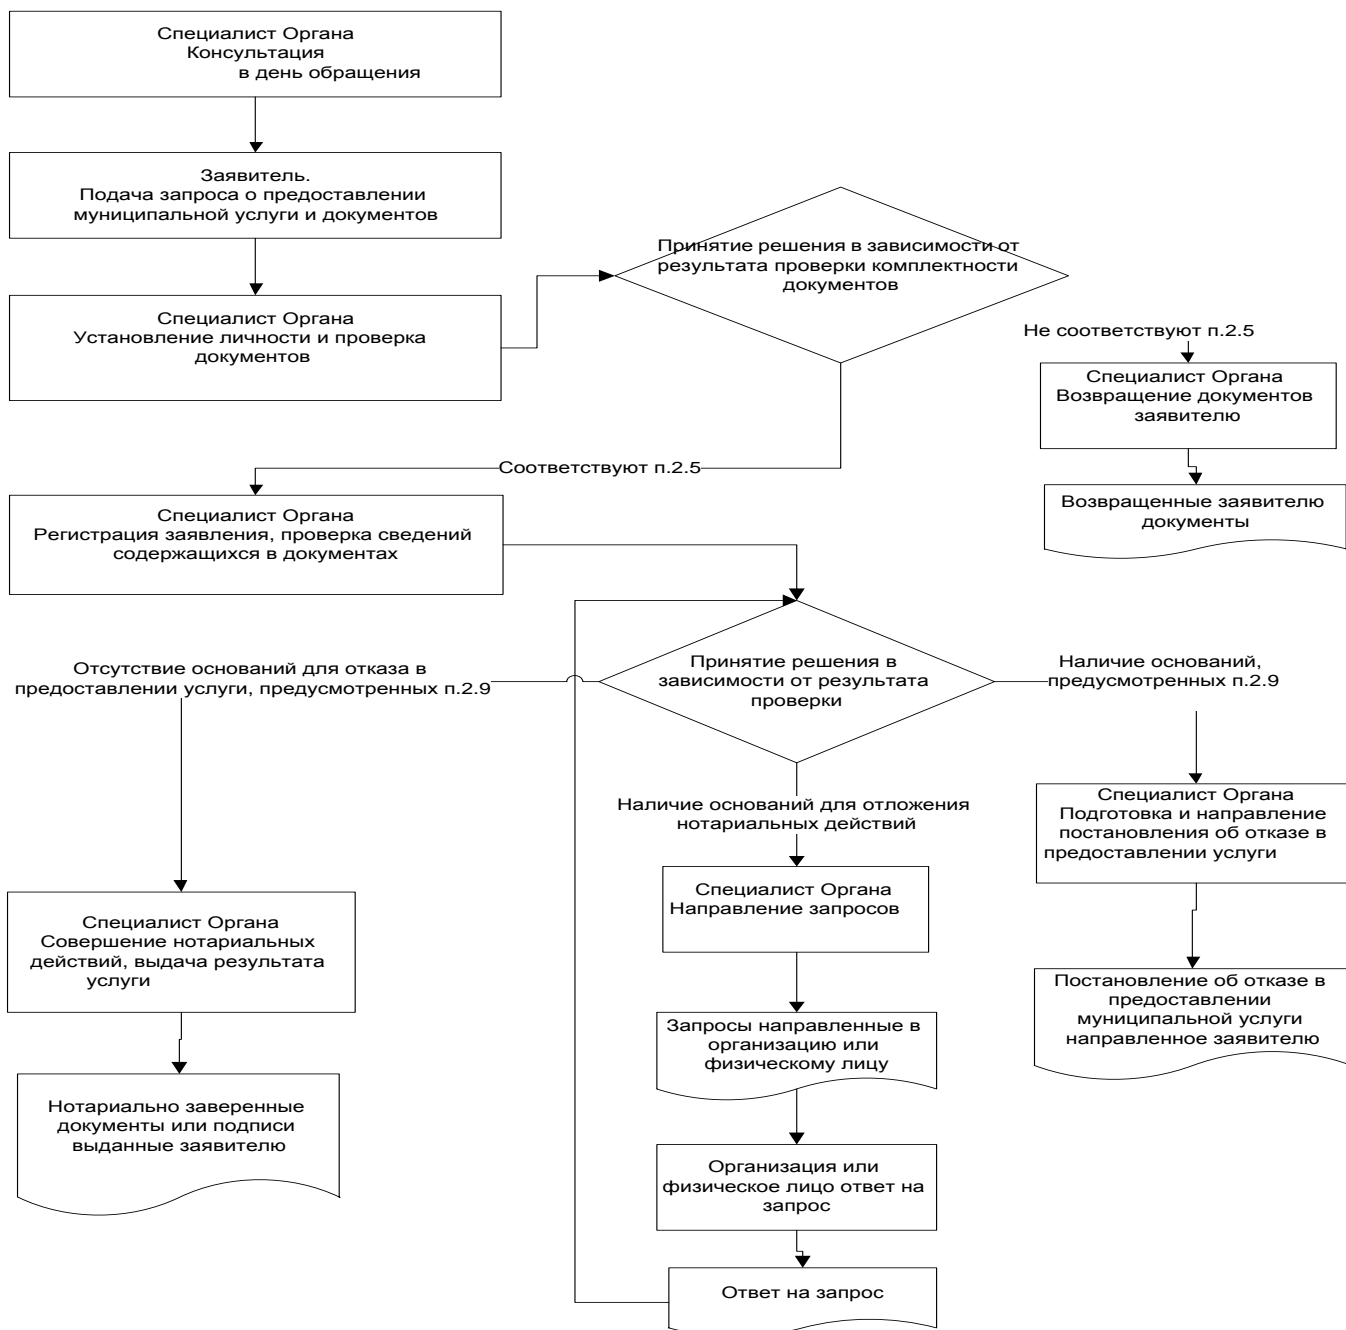 Специалист Органа
Консультация
в день обращения
Заявитель.
Подача запроса о предоставлении
муниципальной услуги и документов
Специалист Органа
Установление личности и проверка
документов
Принятие решения в зависимости от
результата проверки комплектности
документов
Не соответствуют п.2.5
Специалист Органа
Возвращение документов
заявителю
Возвращенные заявителю
документы
Соответствуют п.2.5
Специалист Органа
Регистрация заявления, проверка сведений
содержащихся в документах
Принятие решения в
зависимости от результата
проверки
Отсутствие оснований для отказа в
предоставлении услуги, предусмотренных п.2.9
Наличие оснований,
предусмотренных п.2.9
Наличие оснований для отложения
нотариальных действий
Специалист Органа
Подготовка и направление
постановления об отказе в
предоставлении услуги
Специалист Органа
Направление запросов
Специалист Органа
Совершение нотариальных
действий, выдача результата
услуги
Постановление об отказе в
предоставлении
муниципальной услуги
направленное заявителю
Запросы направленные в
организацию или
физическому лицу
Нотариально заверенные
документы или подписи
выданные заявителю
Организация или
физическое лицо ответ на
запрос
Ответ на запрос